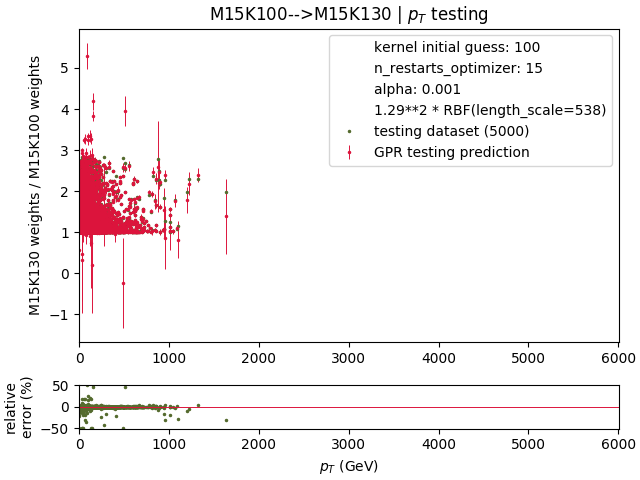 M15K100-->M15K130 | p_T testing
M15K130 weights / M15K100 weights
5
4
3
2
1
0
−1
kernel initial guess: 100
n_restarts_optimizer: 15
alpha: 0.001
1.29**2 * RBF(length_scale=538)
testing dataset (5000)
GPR testing prediction
0 1000 2000 3000 4000 5000 6000
relative
error (%)
50
0
−50
0 1000 2000 3000 4000 5000 6000
p_T (GeV)